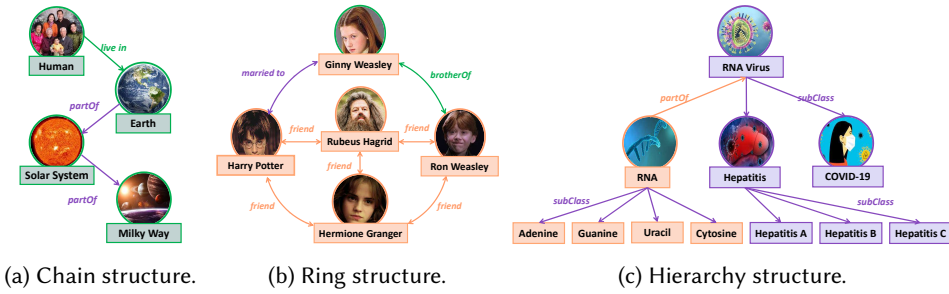 live in
Human
partOf
Earth
Solar System
partOf
Milky Way
(a) Chain structure.
Ginny Weasley
married to
brotherOf
friend
Rubeus Hagrid
friend
Harry Potter
friend
Ron Weasley
friend
friend
Hermione Granger
(b) Ring structure.
RNA Virus
partOf
subClass
RNA
Hepatitis
COVID-19
subClass
subClass
Adenine
Guanine
Uracil
Cytosine
Hepatitis A
Hepatitis B
Hepatitis C
(c) Hierarchy structure.